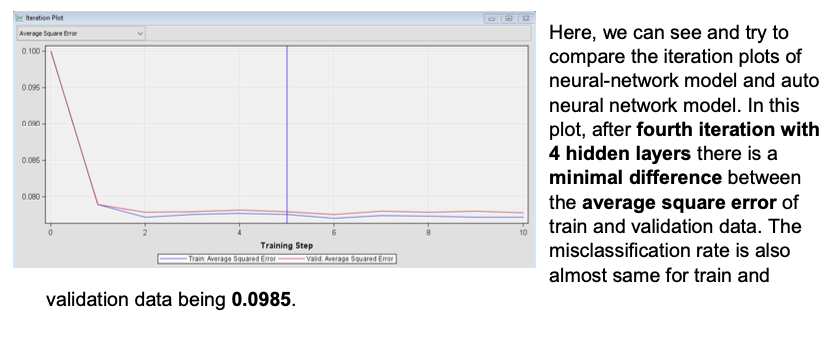 Iteration Plot
Average Square Error
0.100
0.095
0.090
0.085
0.080
0 2 4 6 8 10
Training Step
Train: Average Squared Error Valid: Average Squared Error
Here, we can see and try to
compare the iteration plots of
neural-network model and auto
neural network model. In this
plot, after fourth iteration with
4 hidden layers there is a
minimal difference between
the average square error of
train and validation data. The
misclassification rate is also
almost same for train and
validation data being 0.0985.